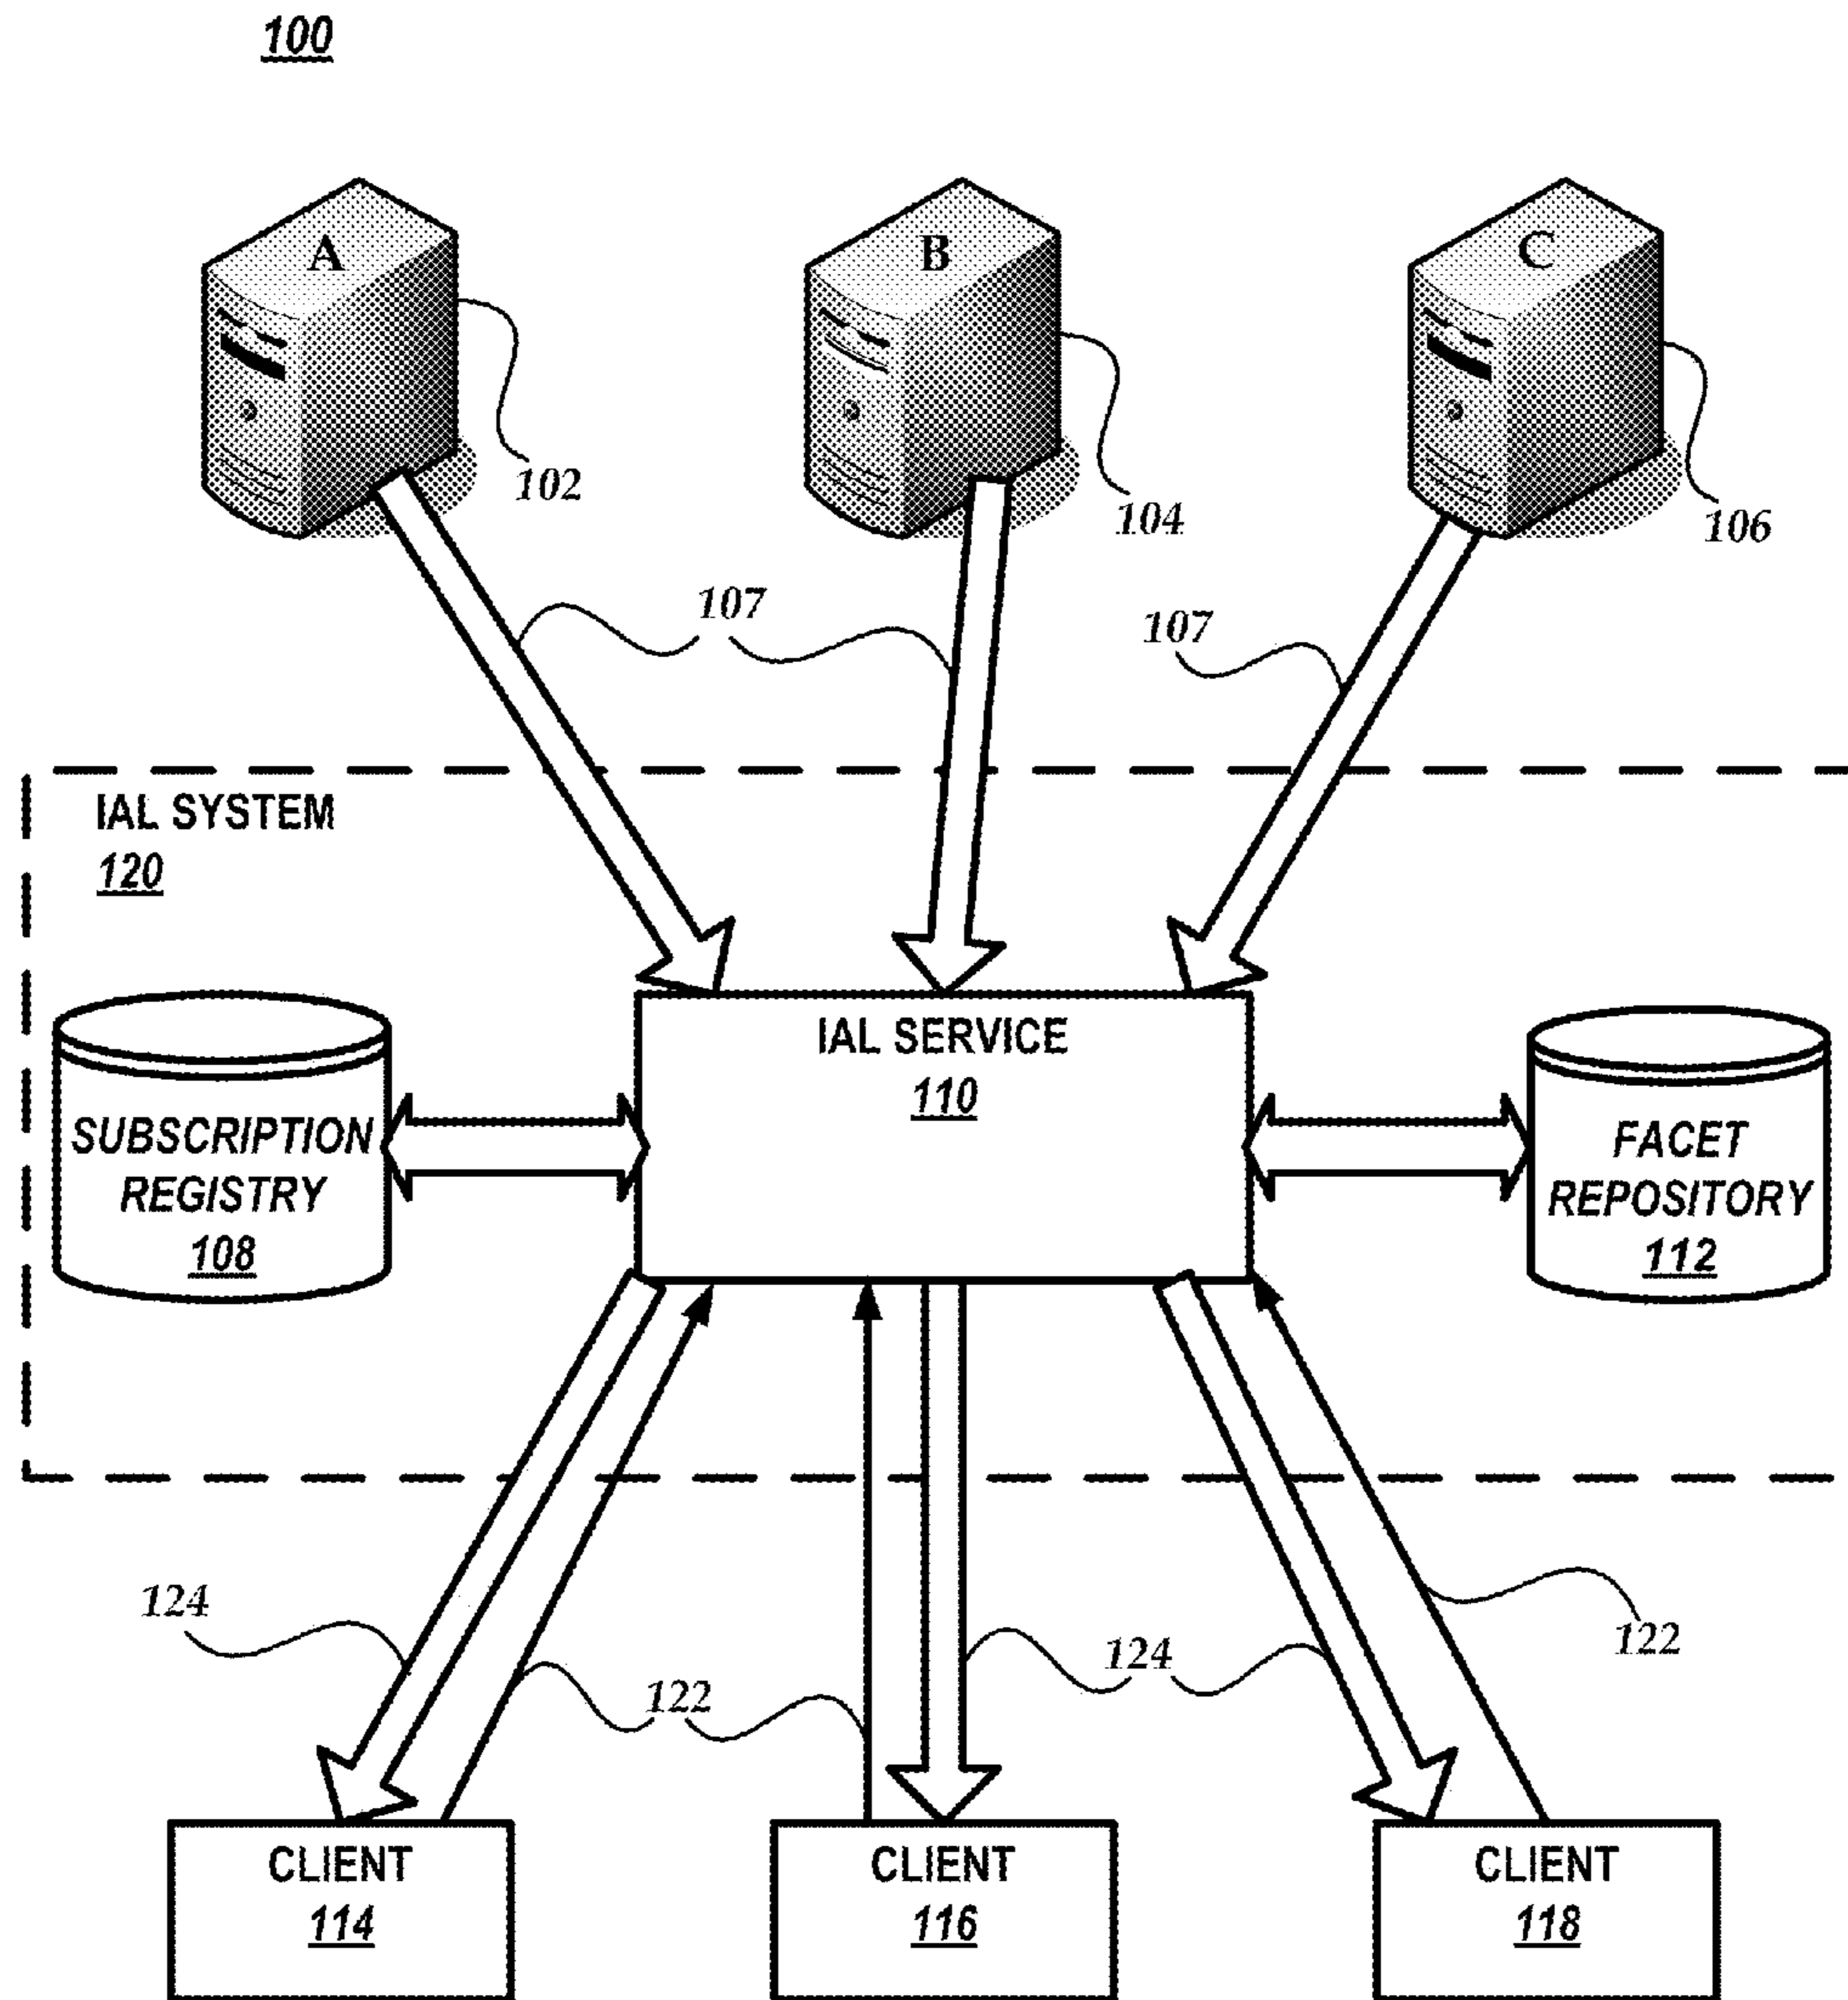 100
A
B
C
102
104
106
107
107
IAL SYSTEM
120
IAL SERVICE
110
SUBSCRIPTION
REGISTRY
108
FACET
REPOSITORY
112
124
122
124
122
CLIENT
114
CLIENT
116
CLIENT
118